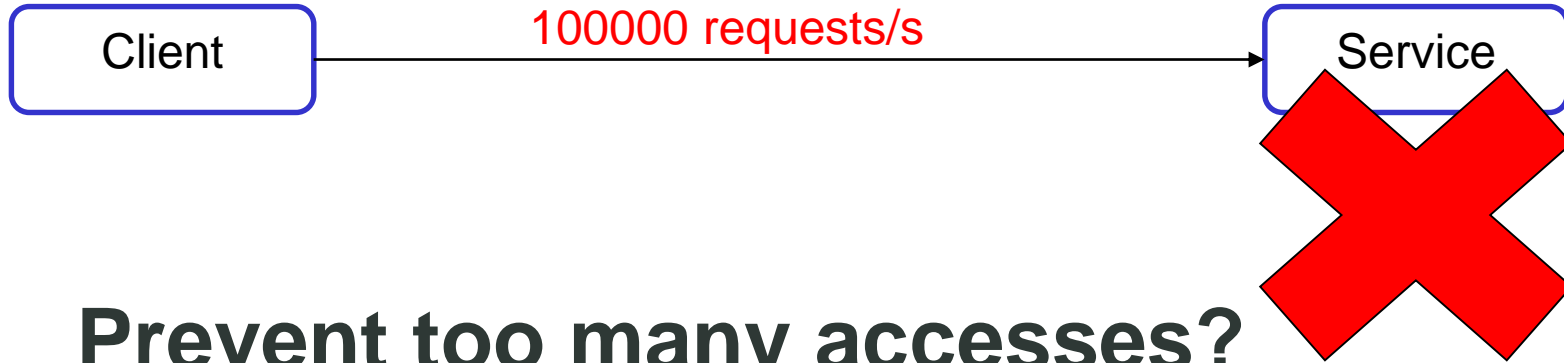 Client
100000 requests/s
Service
Prevent too many accesses?